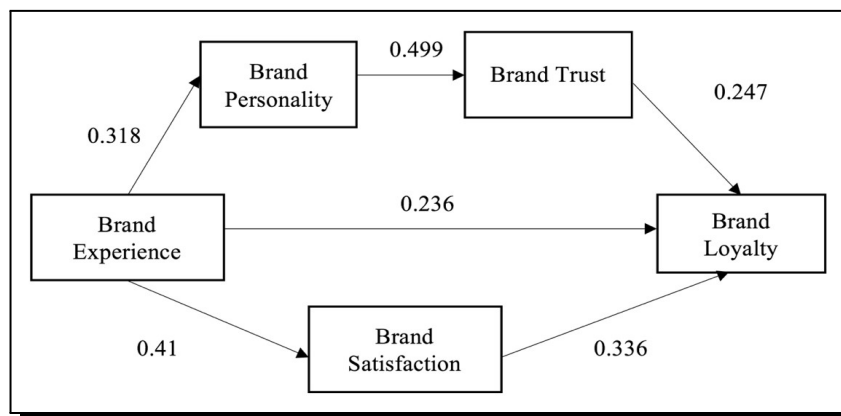 0.499
Brand
Personality
Brand Trust
0.247
0.318
0.236
Brand
Experience
Brand
Loyalty
0.41
Brand
Satisfaction
0.336